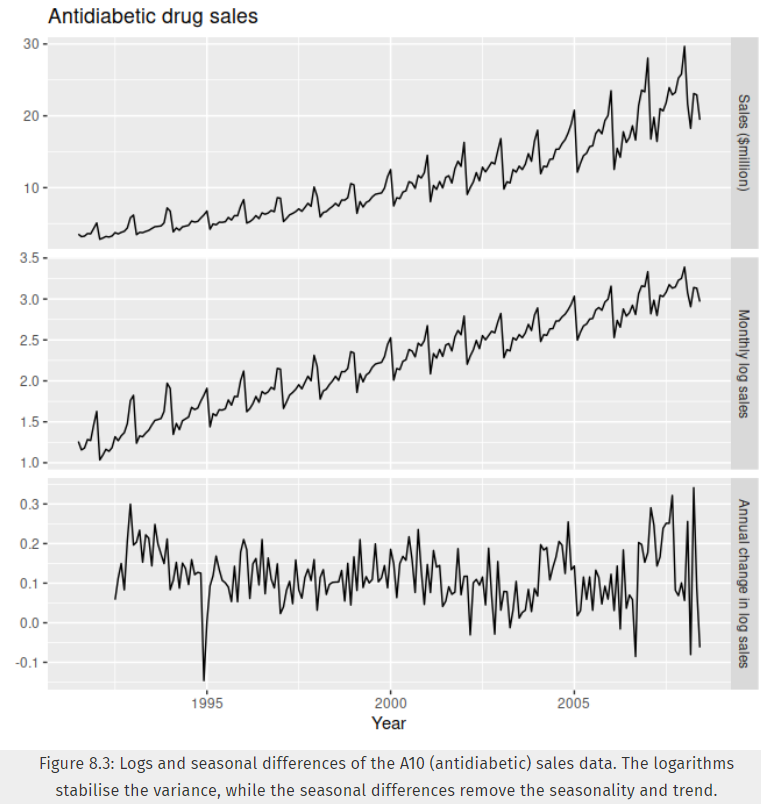 Antidiabetic drug sales
30
20
10
Sales ($million)
3.5
3.0
2.5
2.0
1.5
1.0
Monthly log sales
0.3
0.2
0.1
0.0
-0.1
Annual change in log sales
1995 2000 2005
Year
Figure 8.3: Logs and seasonal differences of the A10 (antidiabetic) sales data. The logarithms
stabilise the variance, while the seasonal differences remove the seasonality and trend.